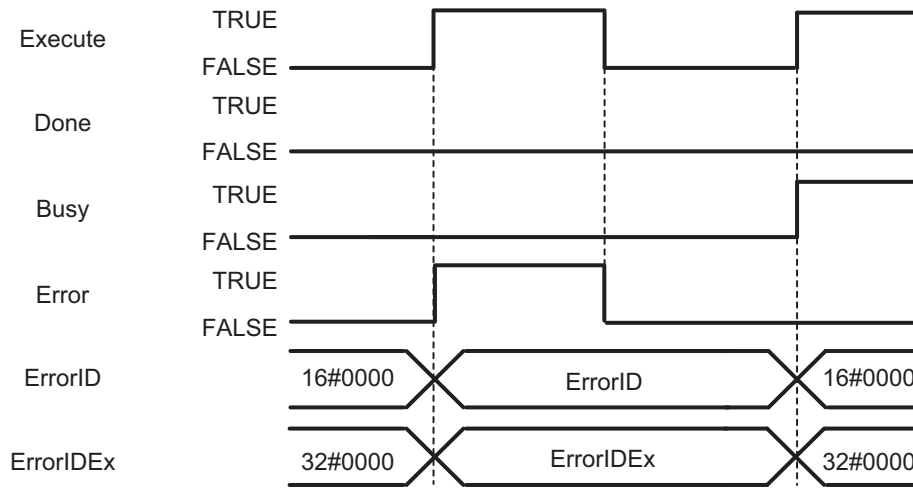 Execute
TRUE
FALSE
Done
TRUE
FALSE
Busy
TRUE
FALSE
Error
TRUE
FALSE
ErrorID
16#0000
ErrorID
16#0000
ErrorIDEx
32#0000
ErrorIDEx
32#0000